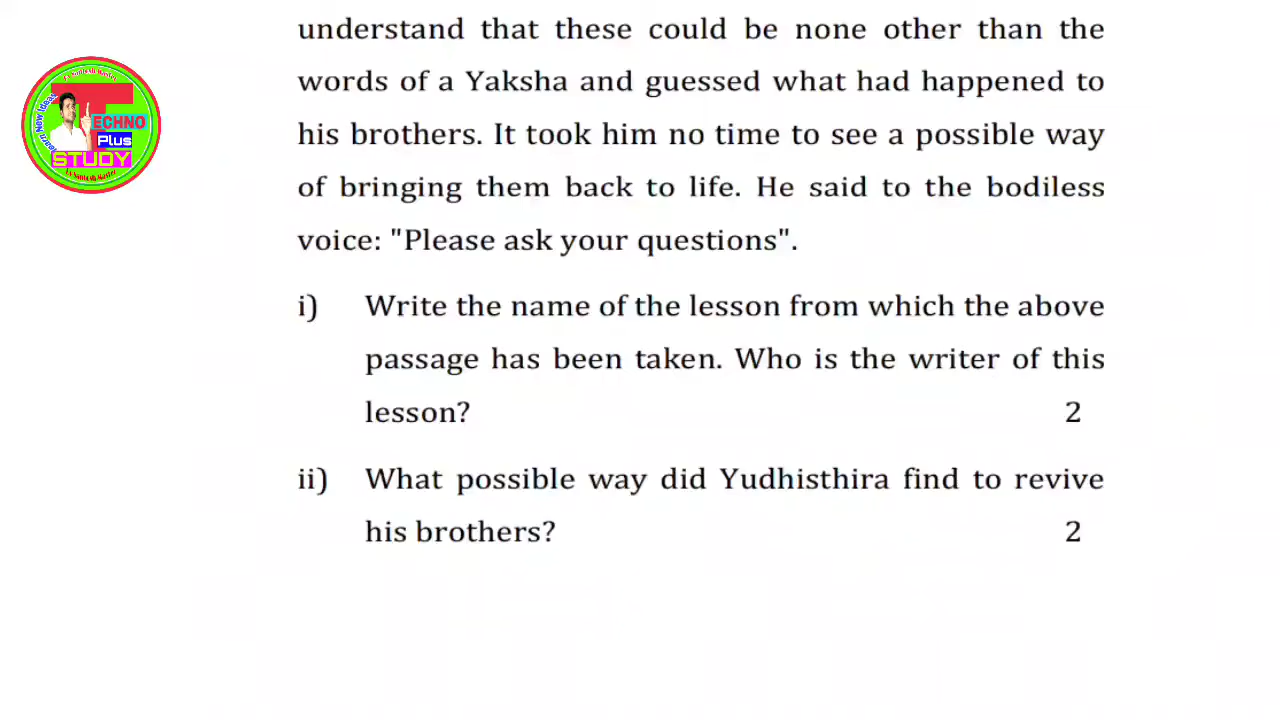 understand that these could be none other than the
words of a Yaksha and guessed what had happened to
his brothers. It took him no time to see a possible way
of bringing them back to life. He said to the bodiless
voice: "Please ask your questions".
i) Write the name of the lesson from which the above
passage has been taken. Who is the writer of this
lesson? 2
ii) What possible way did Yudhisthira find to revive
his brothers? 2
Learn New Ideas
ECHNO
Plus
STUDY